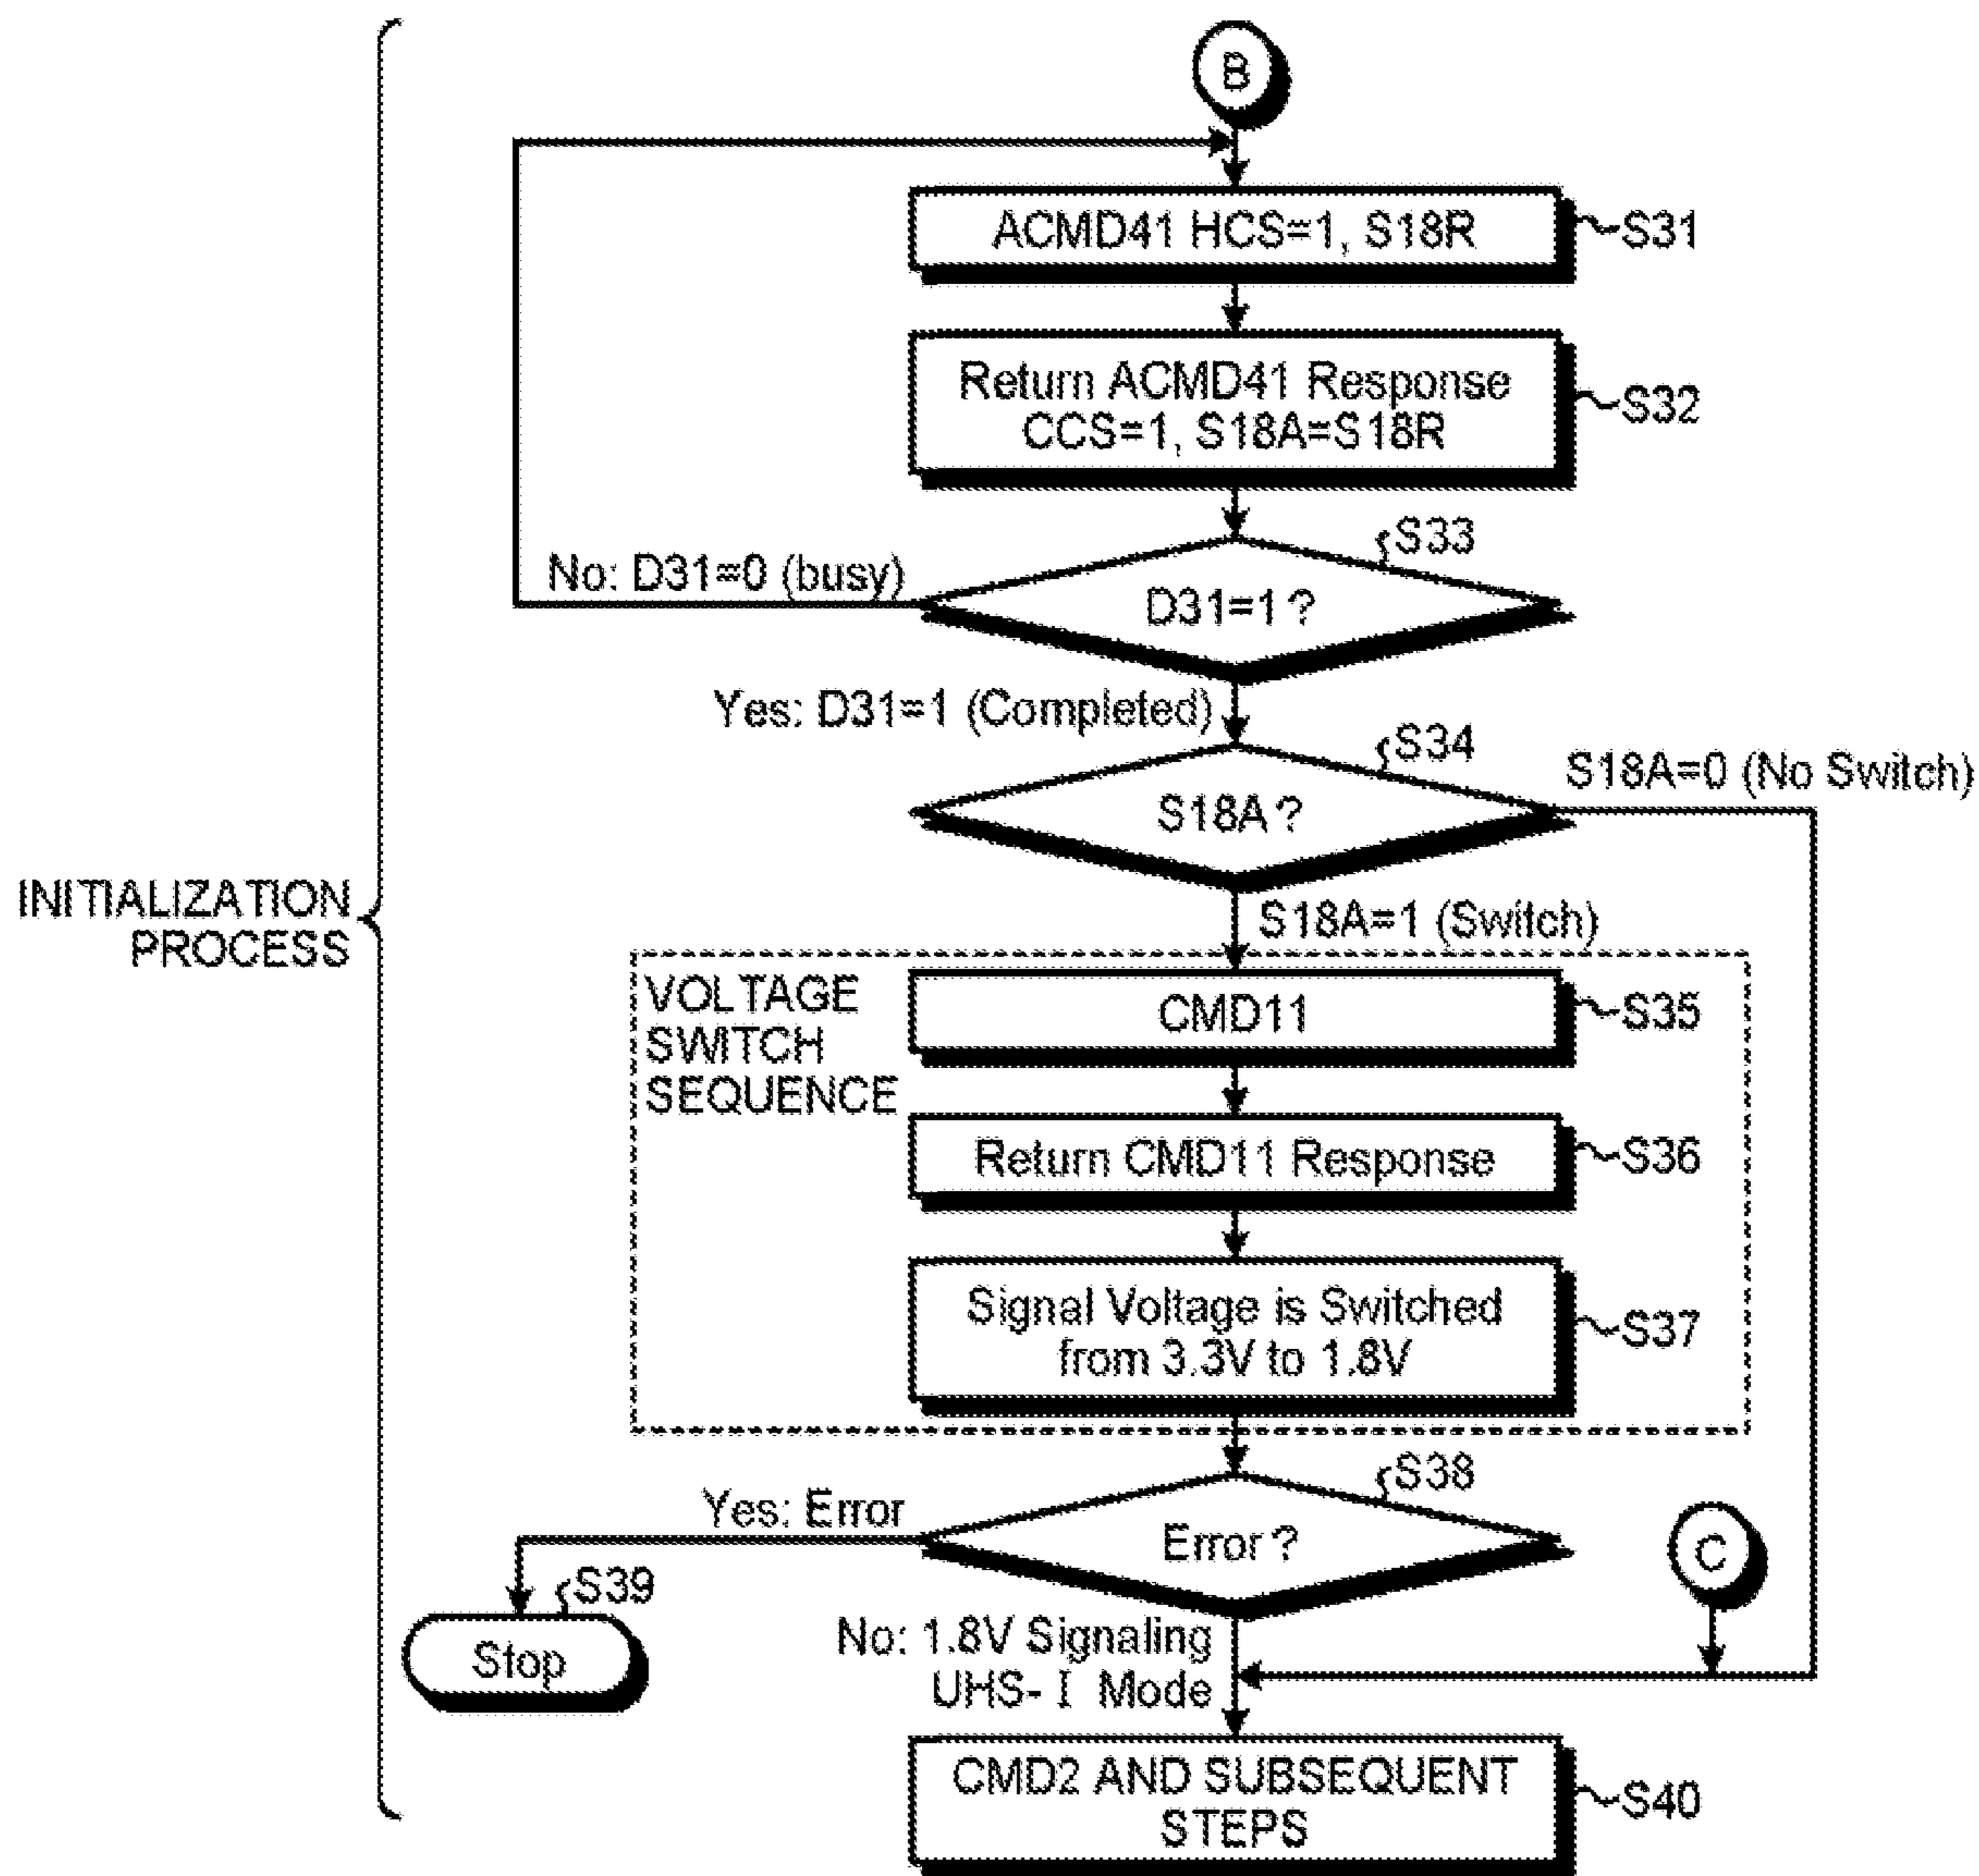 B
ACMD41 HCS=1, S18R
S31
Return ACMD41 Response
CCS=1, S18A=S18R
S32
S33
No: D31=0 (busy)
D31=1?
Yes: D31=1 (Completed)
S34
S18A=0 (No Switch)
S18A?
INITIALIZATION
PROCESS
S18A=1 (Switch)
VOLTAGE
SWITCH
SEQUENCE
CMD11
S35
Return CMD11 Response
S36
Signal Voltage is Switched
from 3.3V to 1.8V
S37
S38
Yes: Error
Error?
C
S39
Stop
No: 1.8V Signaling
UHS-I Mode
CMD2 AND SUBSEQUENT
STEPS
S40